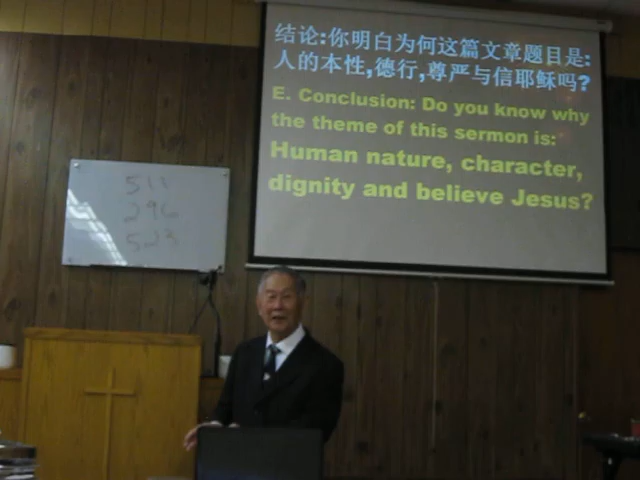 结论:你明白为何这篇文章题目是:
人的本性,德行,尊严与信耶稣吗?
E. Conclusion: Do you know why
the theme of this sermon is:
Human nature, character,
dignity and believe Jesus?
511
296
523